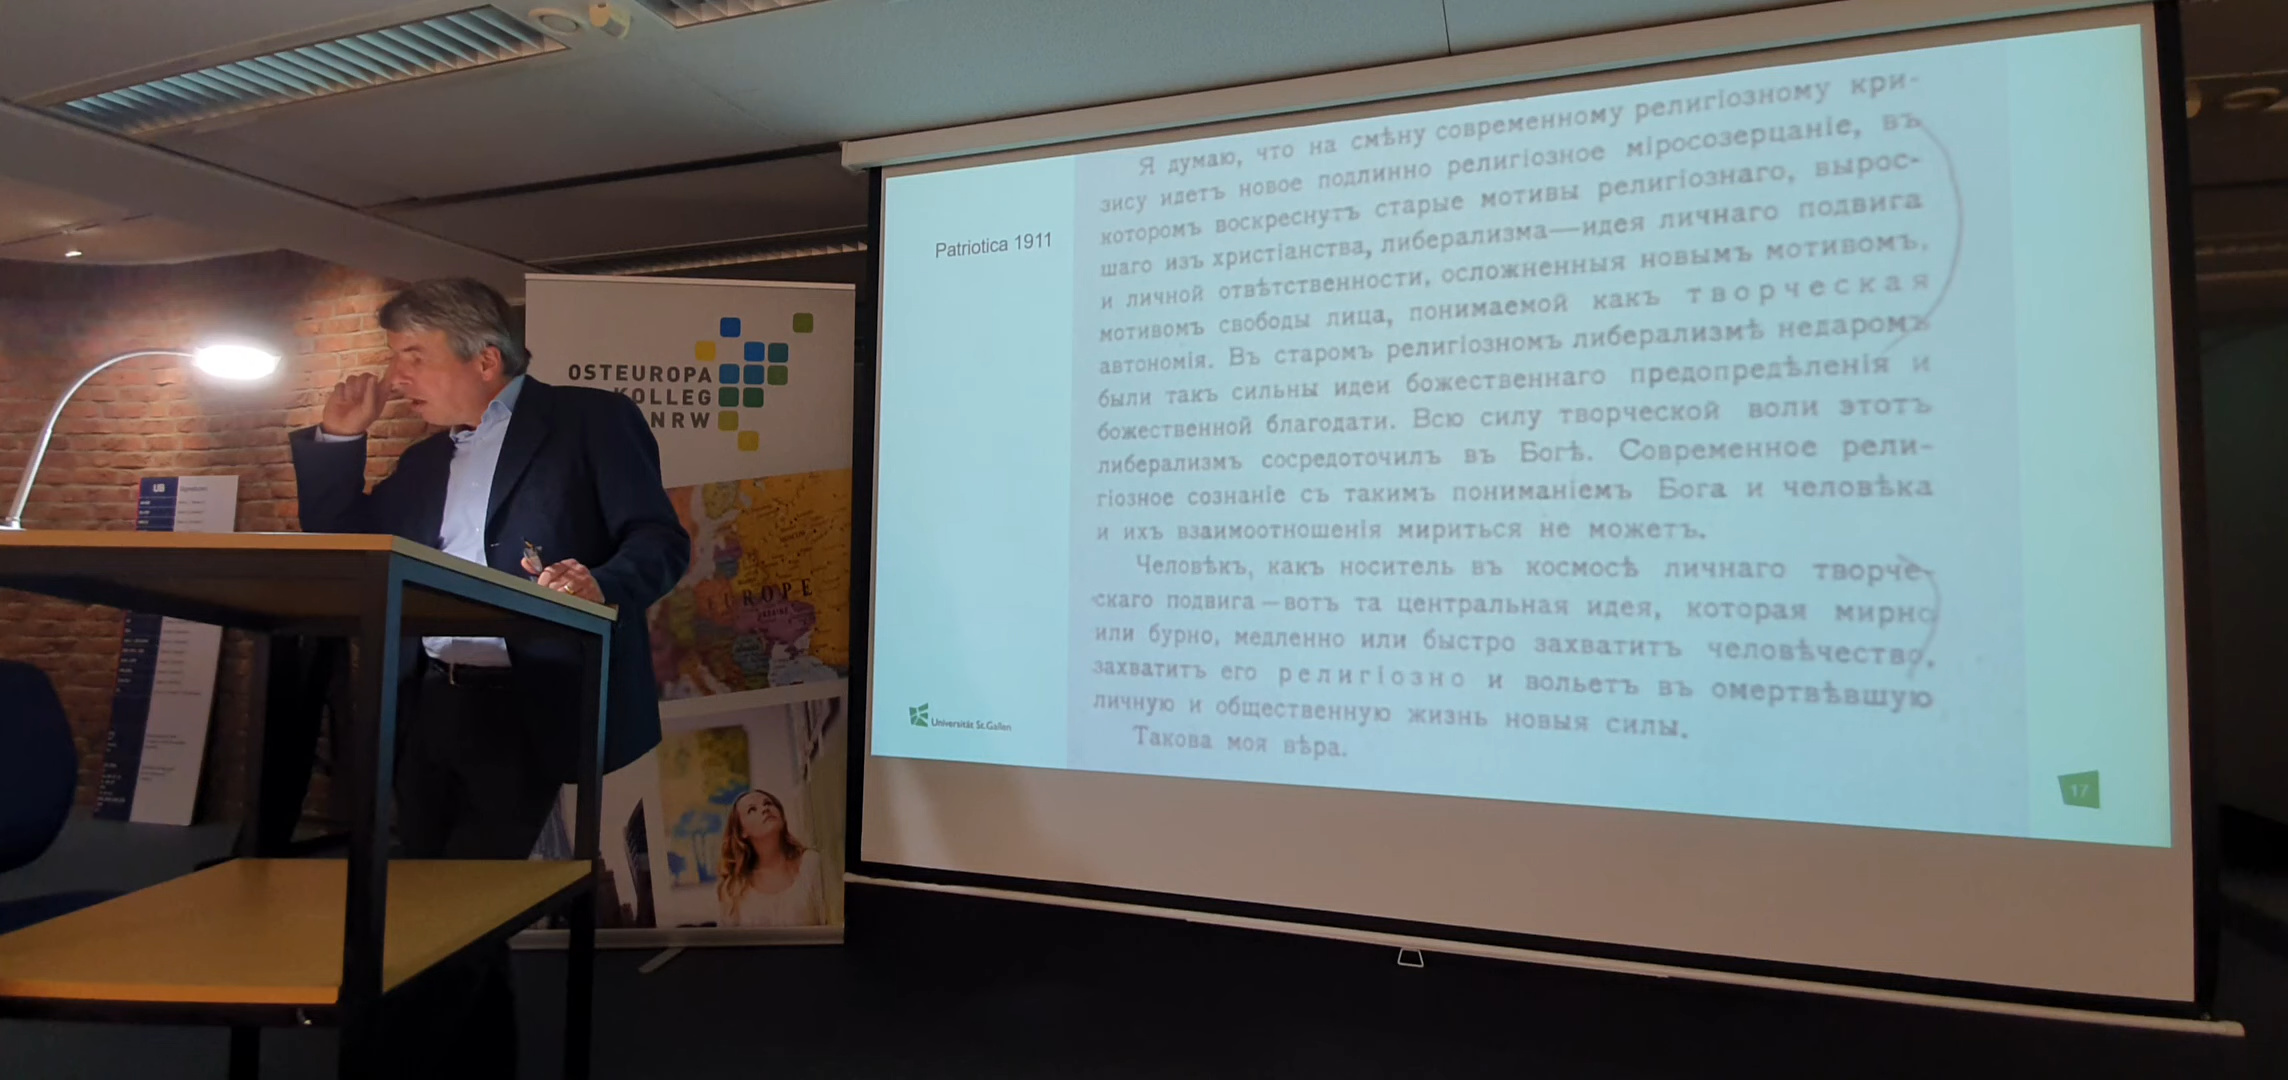 Patriotica 1911
Я думаю, что на смѣну современному религіозному кри-
зису идетъ новое подлинно религіозное міросозерцаніе, въ
которомъ воскреснутъ старые мотивы религіознаго, вырос-
шаго изъ христіанства, либерализма—идея личнаго подвига
и личной отвѣтственности, осложненныя новымъ мотивомъ,
мотивомъ свободы лица, понимаемой какъ творческая
автономія. Въ старомъ религіозномъ либерализмѣ недаромъ
были такъ сильны идеи божественнаго предопредѣленія и
божественной благодати. Всю силу творческой воли этотъ
либерализмъ сосредоточилъ въ Богѣ. Современное рели-
гіозное сознаніе съ такимъ пониманіемъ Бога и человѣка
и ихъ взаимоотношенія мириться не можетъ.
Человѣкъ, какъ носитель въ космосѣ личнаго творче-
скаго подвига—вотъ та центральная идея, которая мирно
или бурно, медленно или быстро захватитъ человѣчество,
захватитъ его религіозно и вольетъ въ омертвѣвшую
личную и общественную жизнь новыя силы.
Такова моя вѣра.
Universität St.Gallen
17
OSTEUROPA
KOLLEG
NRW
EUROPE
UB